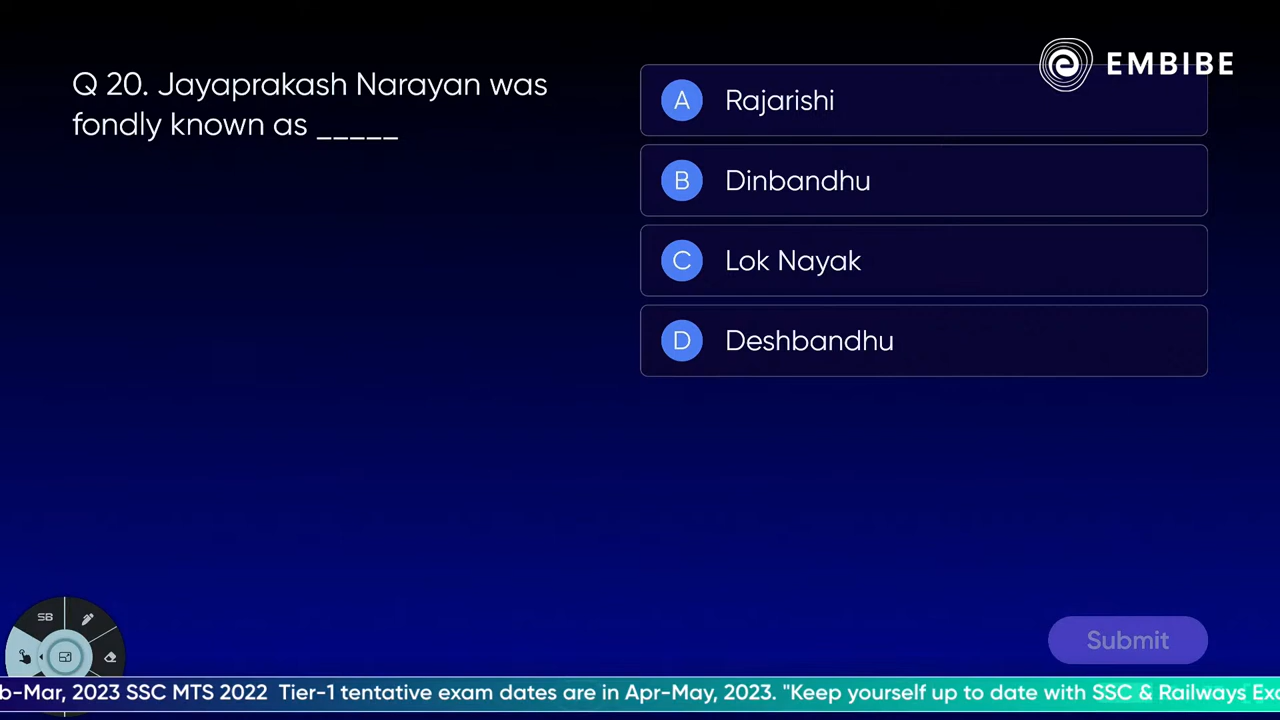 EMBIBE
Q 20. Jayaprakash Narayan was
fondly known as _____
A Rajarishi
B Dinbandhu
C Lok Nayak
D Deshbandhu
SB
Submit
b-Mar, 2023 SSC MTS 2022 Tier-1 tentative exam dates are in Apr-May, 2023. "Keep yourself up to date with SSC & Railways Exa